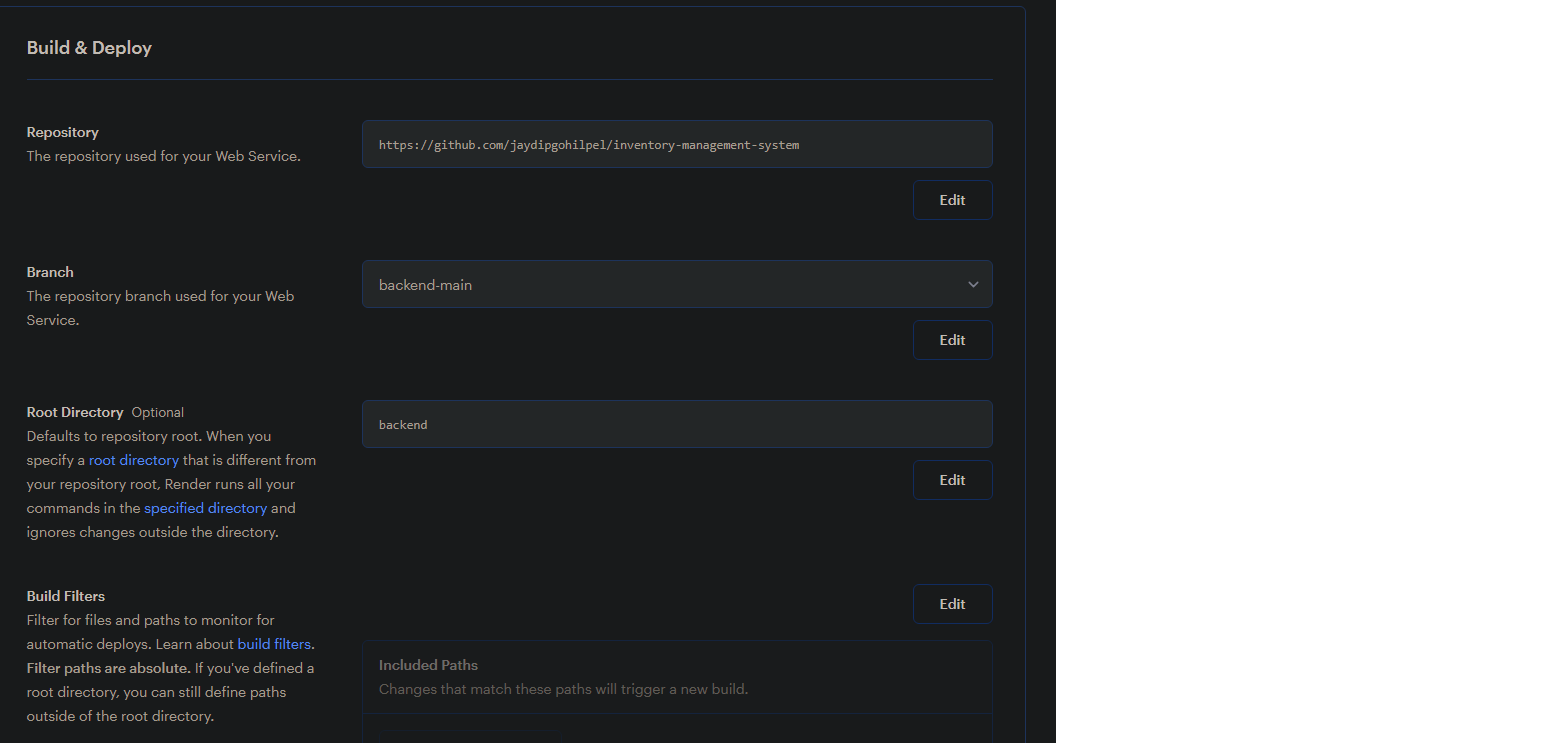 Build & Deploy
Repository
The repository used for your Web Service.
https://github.com/jaydipgohilpel/inventory-management-system
Edit
Branch
The repository branch used for your Web
Service.
backend-main
Edit
Root Directory Optional
Defaults to repository root. When you
specify a root directory that is different from
your repository root, Render runs all your
commands in the specified directory and
ignores changes outside the directory.
backend
Edit
Build Filters
Filter for files and paths to monitor for
automatic deploys. Learn about build filters.
Filter paths are absolute. If you've defined a
root directory, you can still define paths
outside of the root directory.
Edit
Included Paths
Changes that match these paths will trigger a new build.